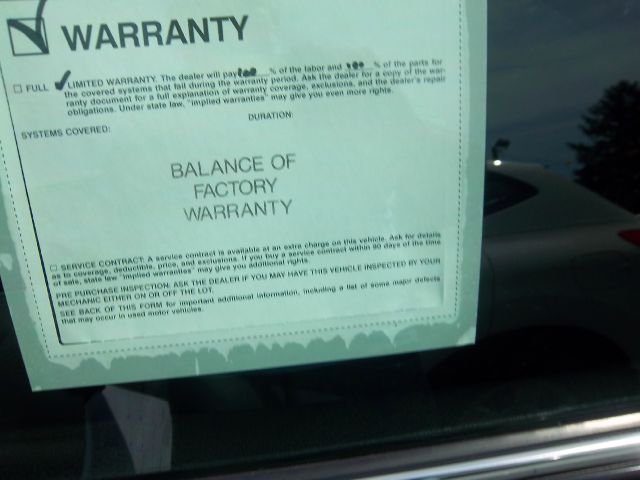 WARRANTY
FULL LIMITED WARRANTY. The dealer will pay 100 % of the labor and 100 % of the parts for
the covered systems that fail during the warranty period. Ask the dealer for a copy of the war-
ranty document for a full explanation of warranty coverage, exclusions, and the dealer's repair
obligations. Under state law, "implied warranties" may give you even more rights.
SYSTEMS COVERED: DURATION:
BALANCE OF
FACTORY
WARRANTY
SERVICE CONTRACT. A service contract is available at an extra charge on this vehicle. Ask for details
as to coverage, deductible, price, and exclusions. If you buy a service contract within 90 days of the time
of sale, state law "implied warranties" may give you additional rights.
PRE PURCHASE INSPECTION: ASK THE DEALER IF YOU MAY HAVE THIS VEHICLE INSPECTED BY YOUR
MECHANIC EITHER ON OR OFF THE LOT.
SEE BACK OF THIS FORM for important additional information, including a list of some major defects
that may occur in used motor vehicles.